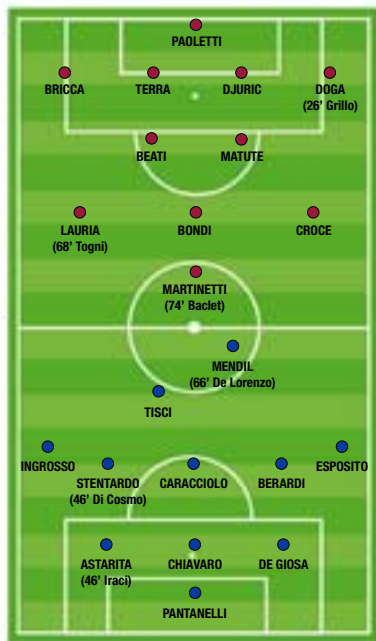 PAOLETTI
BRICCA
TERRA
DJURIC
DOGA
(26' Grillo)
BEATI
MATUTE
LAURIA
(68' Togni)
BONDI
CROCE
MARTINETTI
(74' Baclet)
MENDIL
(66' De Lorenzo)
TISCI
INGROSSO
STENTARDO
(46' Di Cosmo)
CARACCIOLO
BERARDI
ESPOSITO
ASTARITA
(46' Iraci)
CHIAVARO
DE GIOSA
PANTANELLI